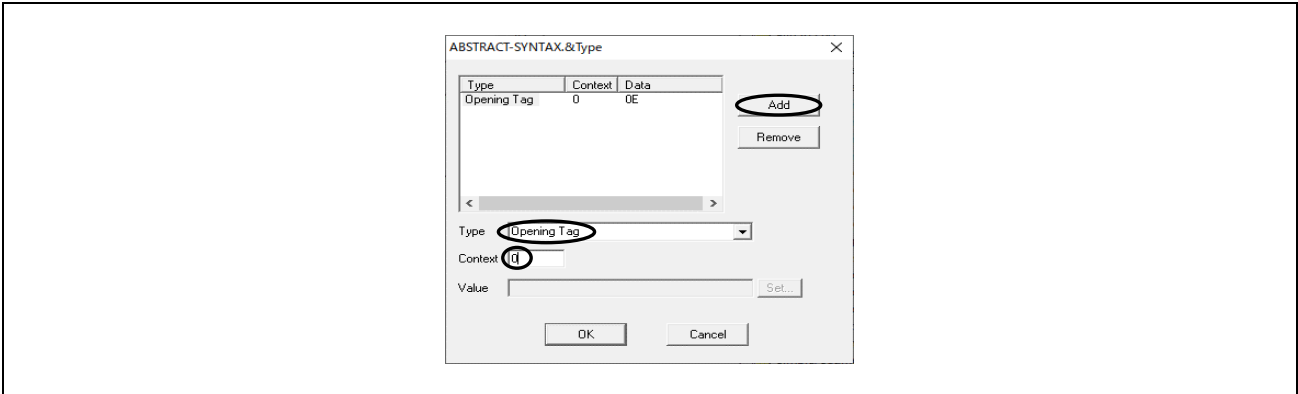 ABSTRACT-SYNTAX.&Type
Type Context Data
Opening Tag 0 0E
Add
Remove
Type Opening Tag
Context 0
Value Set...
OK Cancel